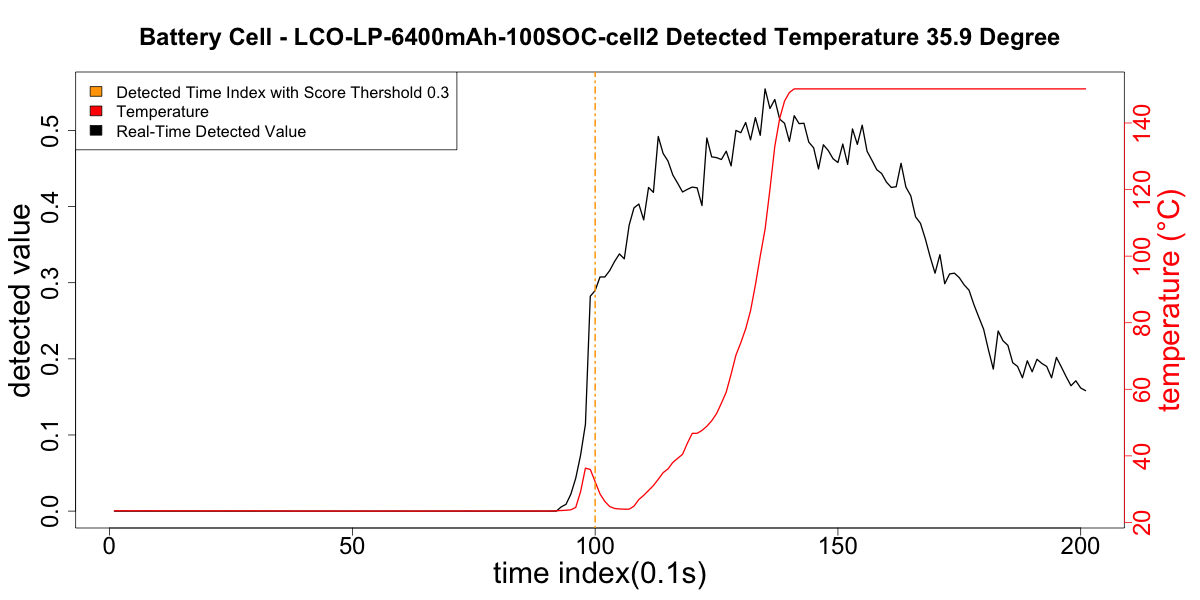 Battery Cell - LCO-LP-6400mAh-100SOC-cell2 Detected Temperature 35.9 Degree
Detected Time Index with Score Thershold 0.3
Temperature
Real-Time Detected Value
detected value
0.0
0.1
0.2
0.3
0.4
0.5
0
50
100
150
200
time index(0.1s)
20
40
60
80
100
120
140
temperature (°C)